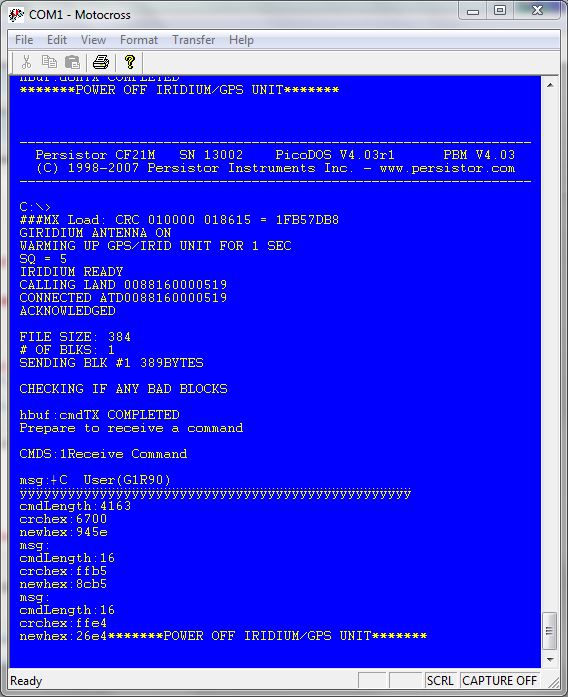 COM1 - Motocross
File Edit View Format Transfer Help
hbuf:donTX COMPLETED
*******POWER OFF IRIDIUM/GPS UNIT*******
Persistor CF21M SN 13002 PicoDOS V4.03r1 PBM V4.03
(C) 1998-2007 Persistor Instruments Inc. - www.persistor.com
C:\>
###MX Load: CRC 010000 018615 = 1FB57DB8
GIRIDIUM ANTENNA ON
WARMING UP GPS/IRID UNIT FOR 1 SEC
SQ = 5
IRIDIUM READY
CALLING LAND 0088160000519
CONNECTED ATD0088160000519
ACKNOWLEDGED
FILE SIZE: 384
# OF BLKS: 1
SENDING BLK #1 389BYTES
CHECKING IF ANY BAD BLOCKS
hbuf:cmdTX COMPLETED
Prepare to receive a command
CMDS:1Receive Command
msg:+C User(G1R90)
ÿÿÿÿÿÿÿÿÿÿÿÿÿÿÿÿÿÿÿÿÿÿÿÿÿÿÿÿÿÿÿÿÿÿÿÿÿÿÿÿÿÿÿÿÿÿÿÿÿ
cmdLength:4163
crchex:6700
newhex:945e
msg:
cmdLength:16
crchex:ffb5
newhex:8cb5
msg:
cmdLength:16
crchex:ffe4
newhex:26e4*******POWER OFF IRIDIUM/GPS UNIT*******
Ready SCRL CAPTURE OFF